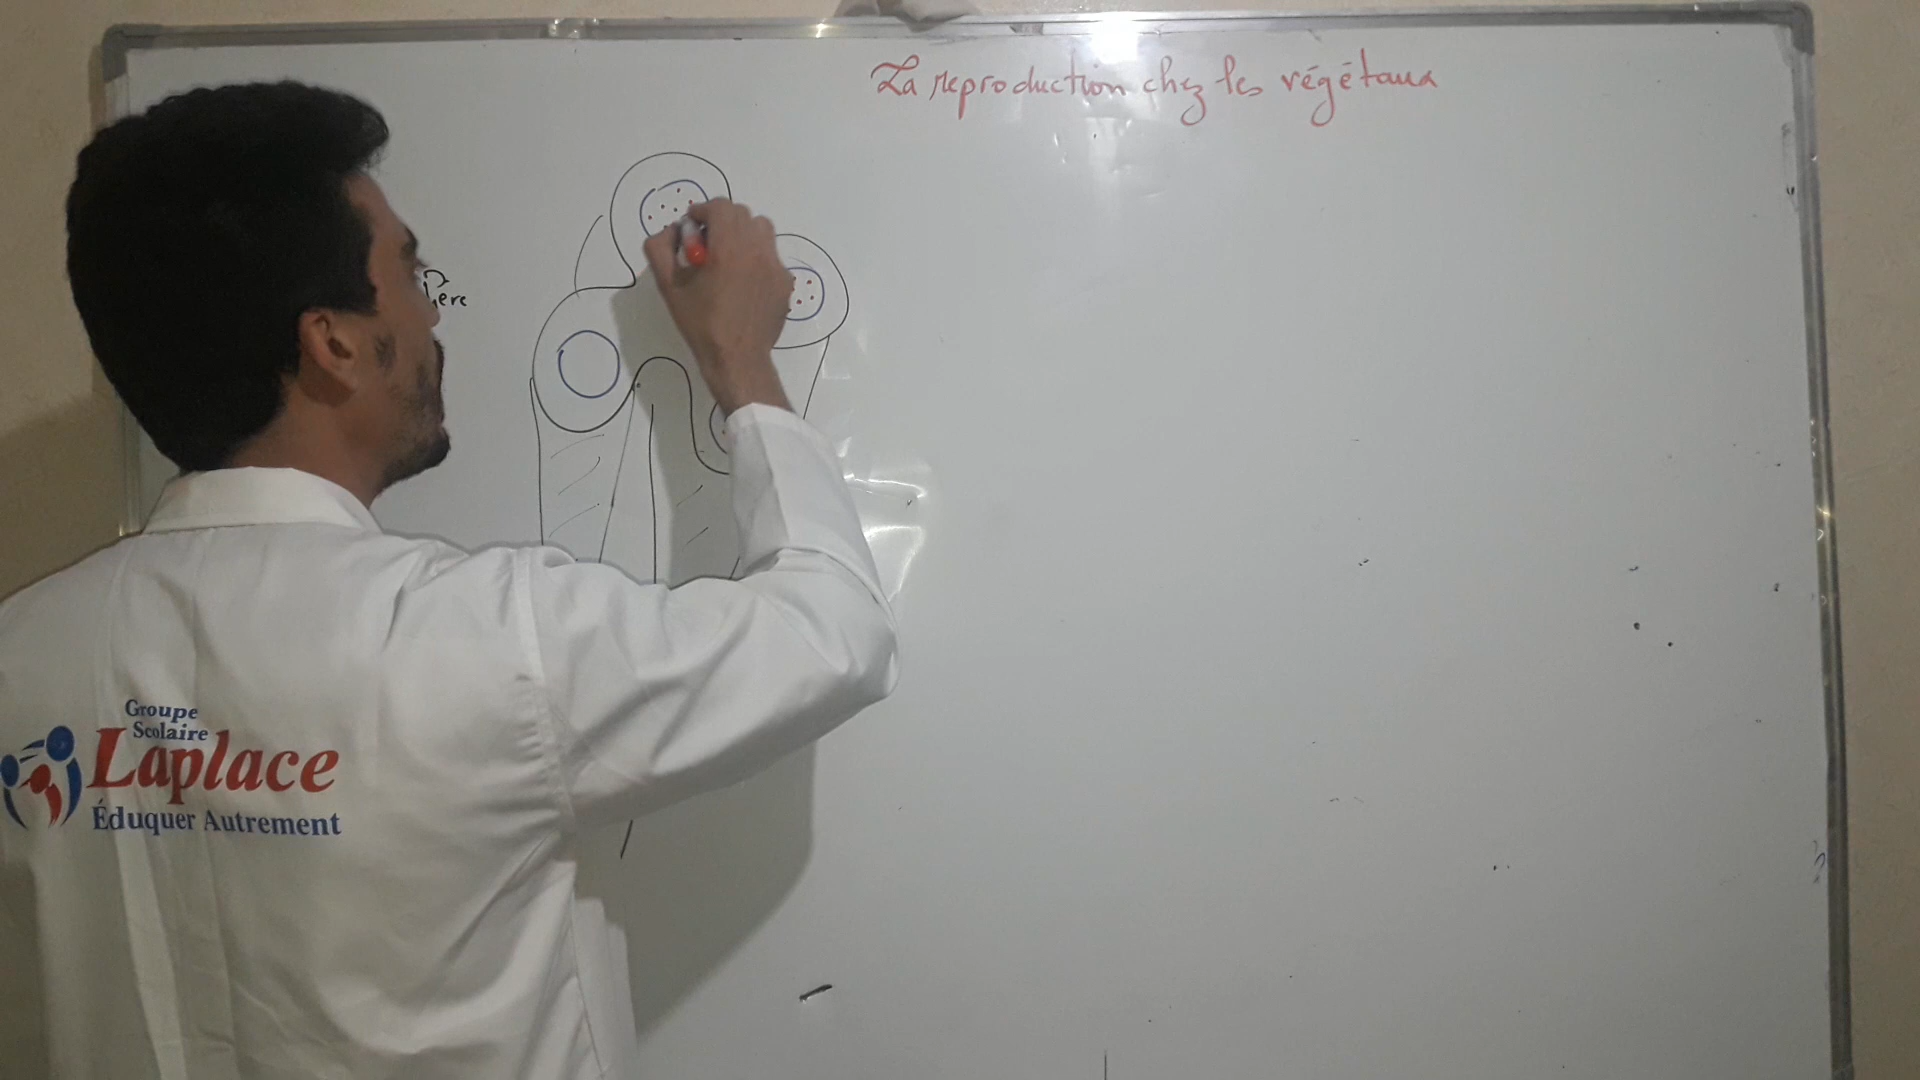 La reproduction chez les végétaux
Groupe
Scolaire
Laplace
Éduquer Autrement